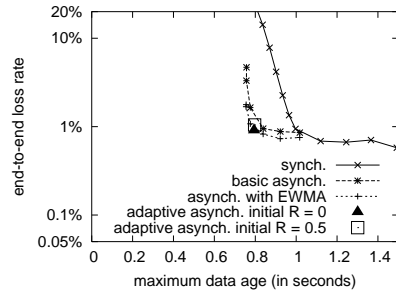 20%
20%
1%
0.1%
0.05%
end-to-end loss rate
synch.
basic asynch.
asynch. with EWMA
adaptive asynch. initial R = 0
adaptive asynch. initial R = 0.5
0 0.2 0.4 0.6 0.8 1 1.2 1.4
maximum data age (in seconds)